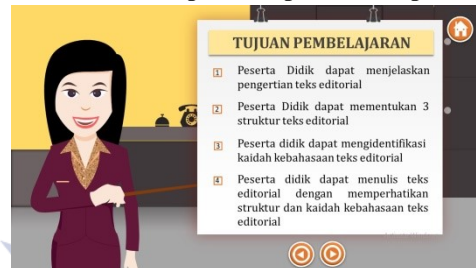 TUJUAN PEMBELAJARAN
1 Peserta Didik dapat menjelaskan
pengertian teks editorial
2 Peserta Didik dapat mementukan 3
struktur teks editorial
3 Peserta didik dapat mengidentifikasi
kaidah kebahasaan teks editorial
4 Peserta didik dapat menulis teks
editorial dengan memperhatikan
struktur dan kaidah kebahasaan teks
editorial